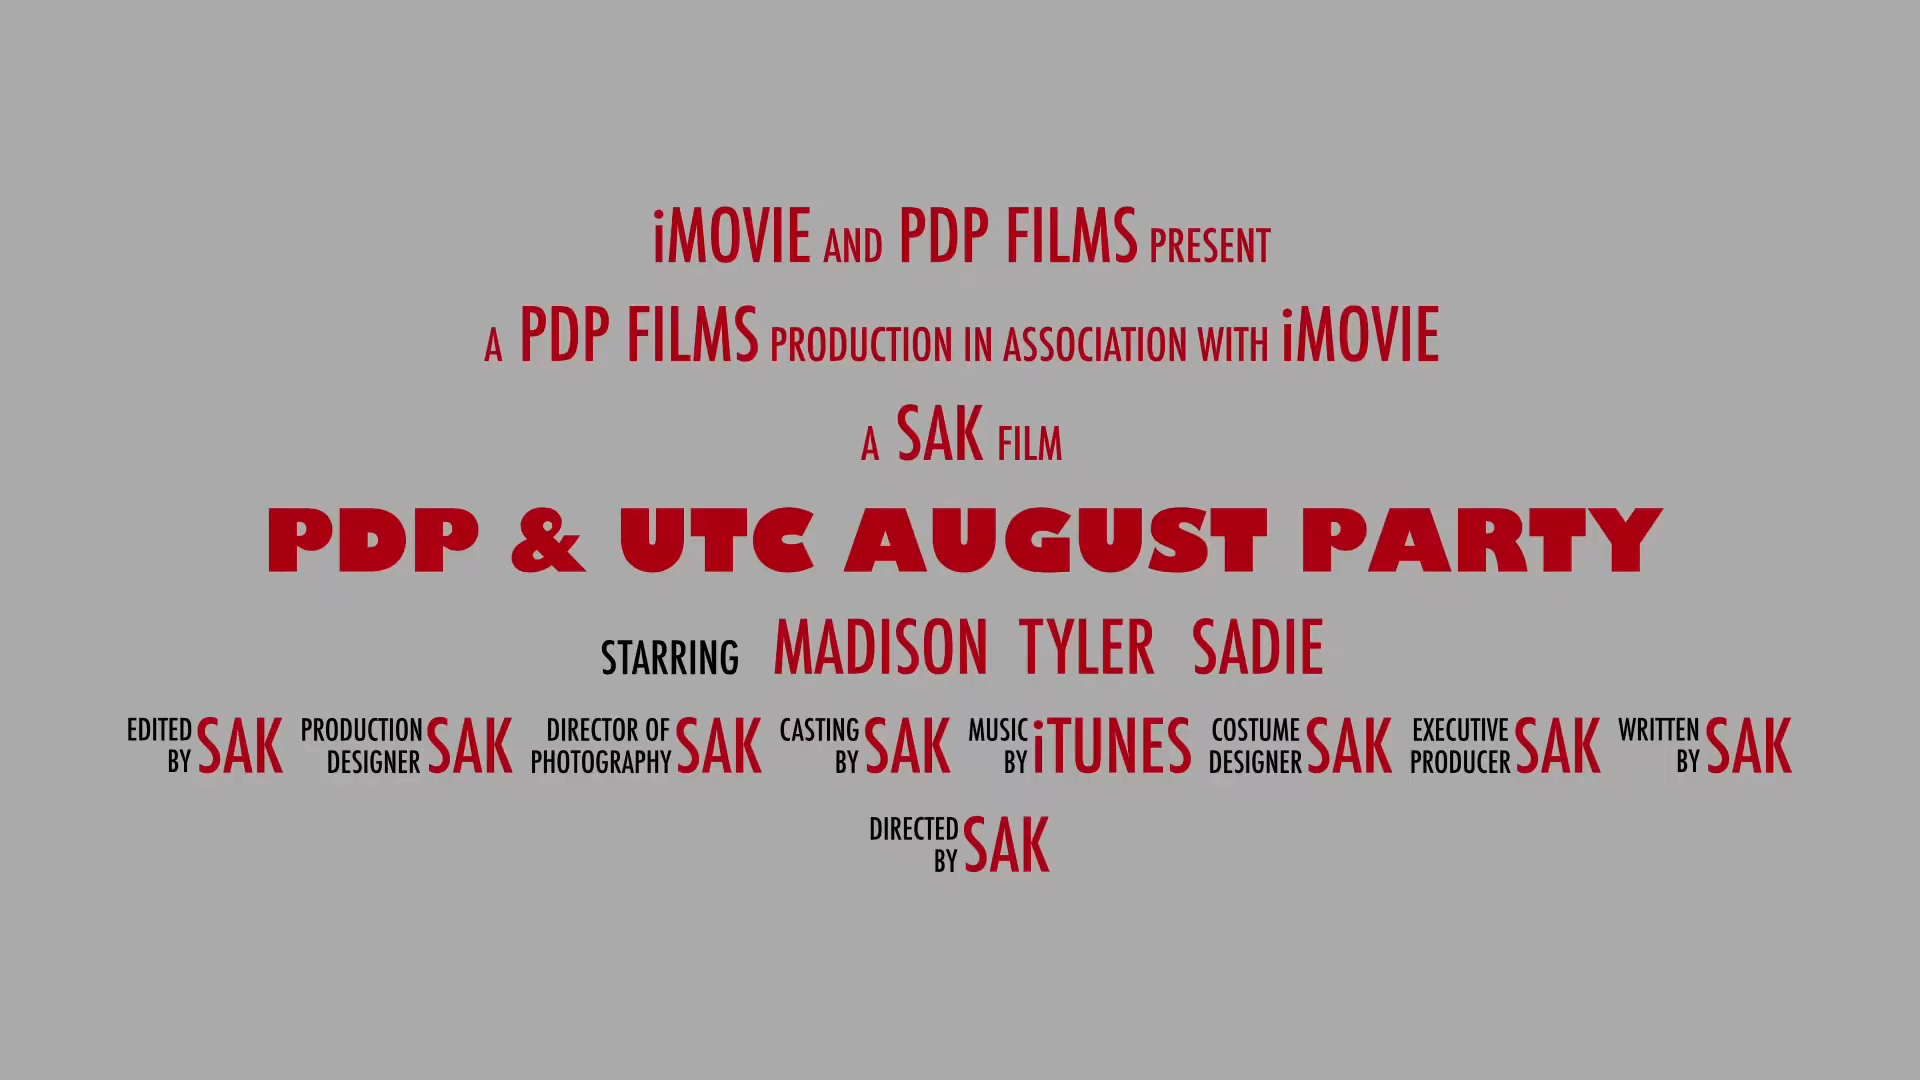 iMOVIE AND PDP FILMS PRESENT
A PDP FILMS PRODUCTION IN ASSOCIATION WITH iMOVIE
A SAK FILM
PDP & UTC AUGUST PARTY
STARRING MADISON TYLER SADIE
EDITED BY SAK PRODUCTION DESIGNER SAK DIRECTOR OF PHOTOGRAPHY SAK CASTING BY SAK MUSIC BY iTUNES COSTUME DESIGNER SAK EXECUTIVE PRODUCER SAK WRITTEN BY SAK
DIRECTED BY SAK